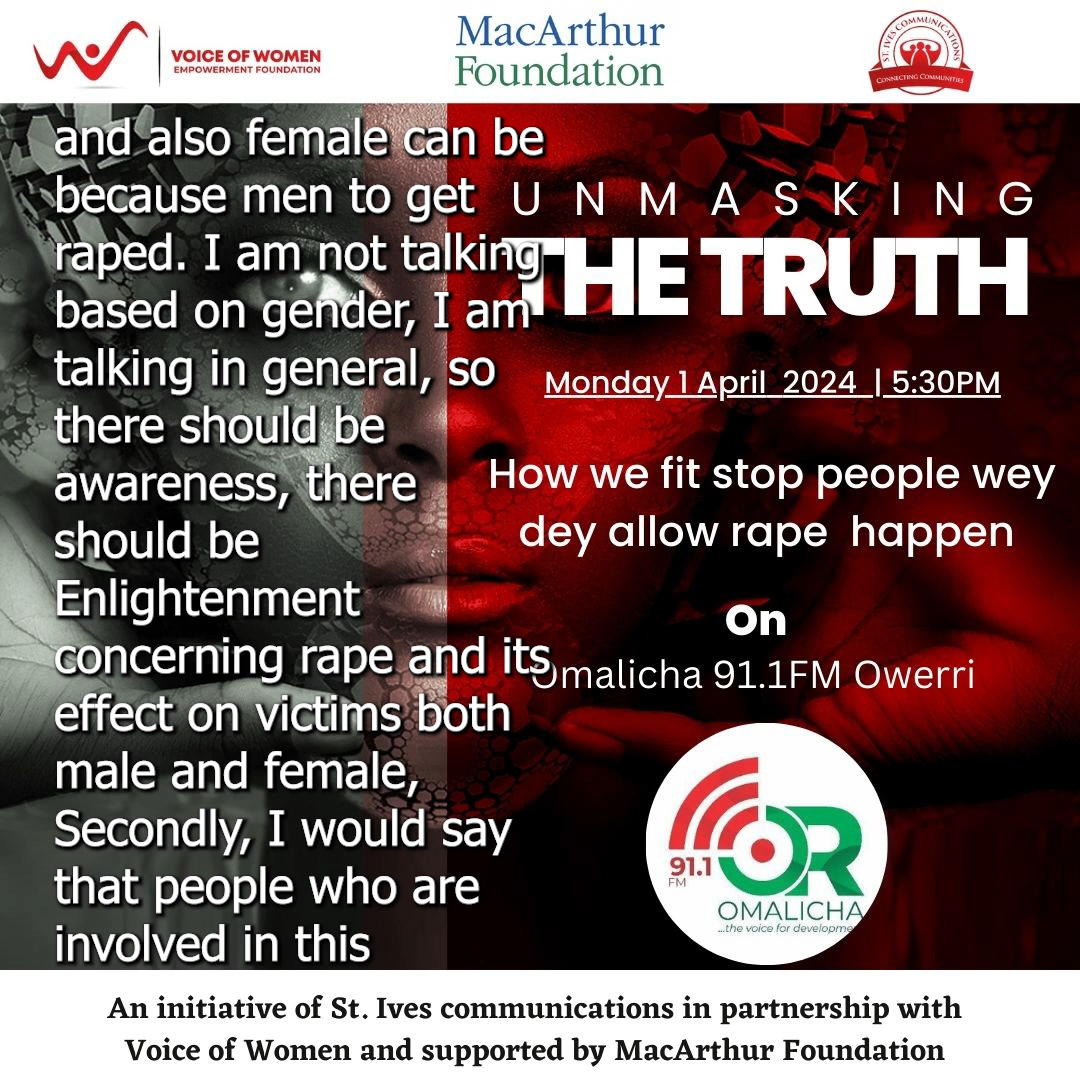 VOICE OF WOMEN
EMPOWERMENT FOUNDATION
MacArthur
Foundation
ST. IVES COMMUNICATIONS
CONNECTING COMMUNITIES
and also female can be
because men to get
raped. I am not talking
based on gender, I am
talking in general, so
there should be
awareness, there
should be
Enlightenment
concerning rape and its
effect on victims both
male and female,
Secondly, I would say
that people who are
involved in this
UNMASKING
THE TRUTH
Monday 1 April 2024 | 5:30PM
How we fit stop people wey
dey allow rape happen
On
Omalicha 91.1FM Owerri
91.1
FM
OR
OMALICHA
...the voice for developme
An initiative of St. Ives communications in partnership with
Voice of Women and supported by MacArthur Foundation